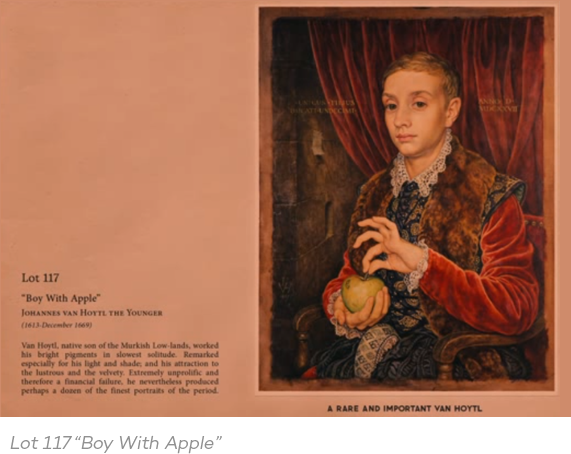 Lot 117
"Boy With Apple"
Johannes van Hoytl the Younger
(1613-December 1669)
Van Hoytl, native son of the Murkish Low-lands, worked
his bright pigments in slowest solitude. Remarked
especially for his light and shade; and his attraction to
the lustrous and the velvety. Extremely unprolific and
therefore a financial failure, he nevertheless produced
perhaps a dozen of the finest portraits of the period.
A RARE AND IMPORTANT VAN HOYTL
Lot 117 "Boy With Apple"